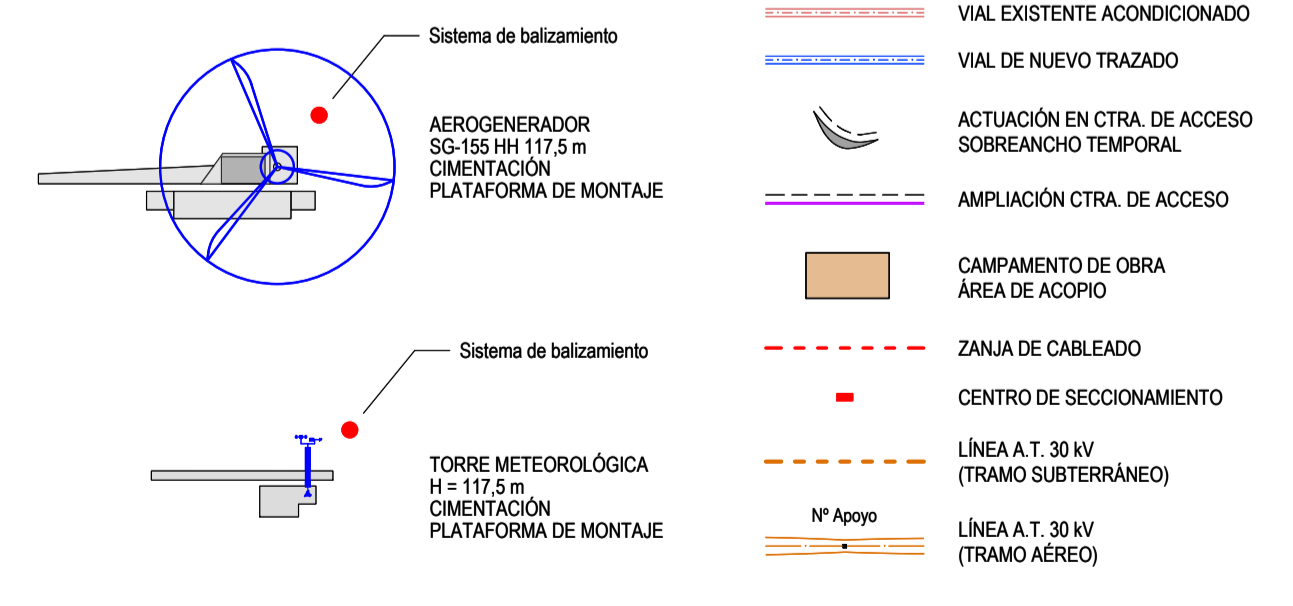 Sistema de balizamiento
AEROGENERADOR
SG-155 HH 117,5 m
CIMENTACIÓN
PLATAFORMA DE MONTAJE
Sistema de balizamiento
TORRE METEOROLÓGICA
H = 117,5 m
CIMENTACIÓN
PLATAFORMA DE MONTAJE
VIAL EXISTENTE ACONDICIONADO
VIAL DE NUEVO TRAZADO
ACTUACIÓN EN CTRA. DE ACCESO
SOBREANCHO TEMPORAL
AMPLIACIÓN CTRA. DE ACCESO
CAMPAMENTO DE OBRA
ÁREA DE ACOPIO
ZANJA DE CABLEADO
CENTRO DE SECCIONAMIENTO
LÍNEA A.T. 30 kV
(TRAMO SUBTERRÁNEO)
Nº Apoyo
LÍNEA A.T. 30 kV
(TRAMO AÉREO)